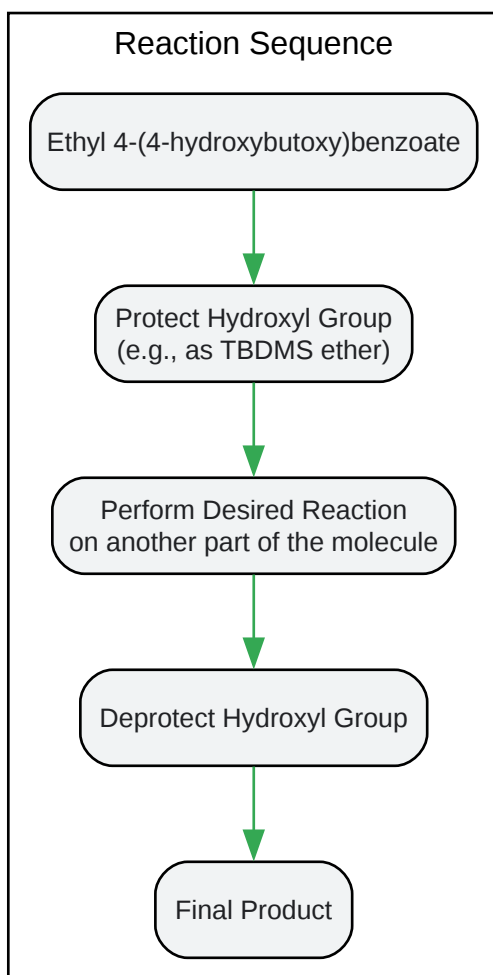 Reaction Sequence
Ethyl 4-(4-hydroxybutoxy)benzoate
Protect Hydroxyl Group
(e.g., as TBDMS ether)
Perform Desired Reaction
on another part of the molecule
Deprotect Hydroxyl Group
Final Product